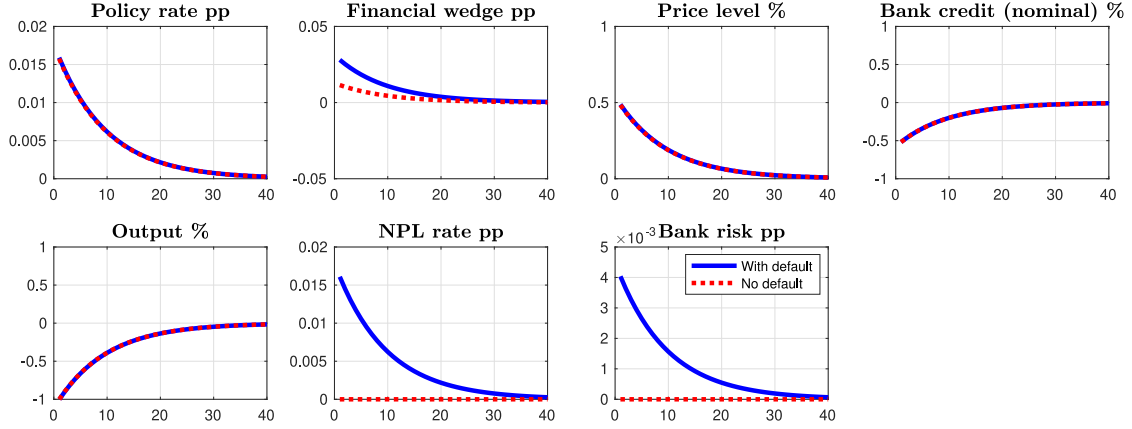 Policy rate pp
0.02
0.015
0.01
0.005
0
0 10 20 30 40
Financial wedge pp
0.05
0
-0.05
0 10 20 30 40
Price level %
1
0.5
0
0 10 20 30 40
Bank credit (nominal) %
1
0.5
0
-0.5
-1
0 10 20 30 40
Output %
1
0.5
0
-0.5
-1
0 10 20 30 40
NPL rate pp
0.02
0.015
0.01
0.005
0
0 10 20 30 40
×10⁻³ Bank risk pp
5
4
3
2
1
0
0 10 20 30 40
With default
No default